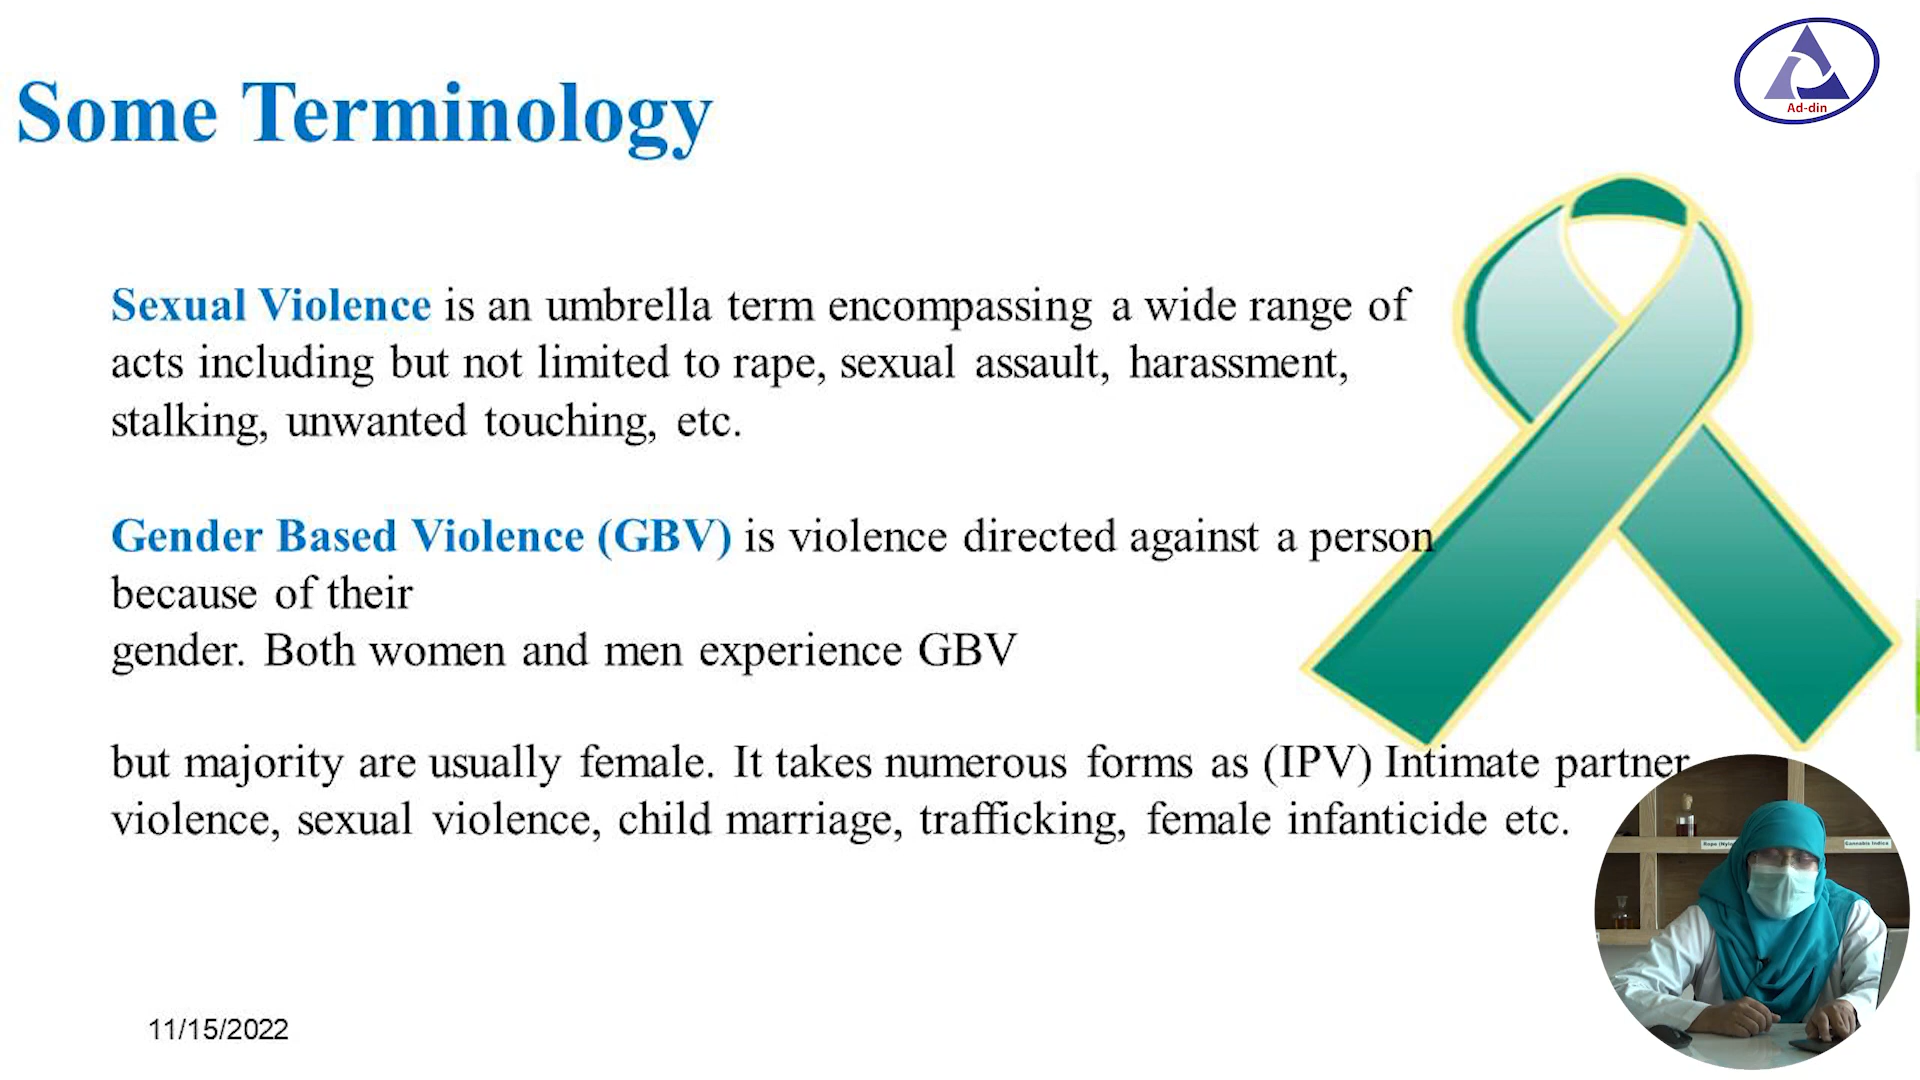 Ad-din
Some Terminology
Sexual Violence is an umbrella term encompassing a wide range of
acts including but not limited to rape, sexual assault, harassment,
stalking, unwanted touching, etc.
Gender Based Violence (GBV) is violence directed against a person
because of their
gender. Both women and men experience GBV
but majority are usually female. It takes numerous forms as (IPV) Intimate partner
violence, sexual violence, child marriage, trafficking, female infanticide etc.
Cannabis Indica
11/15/2022